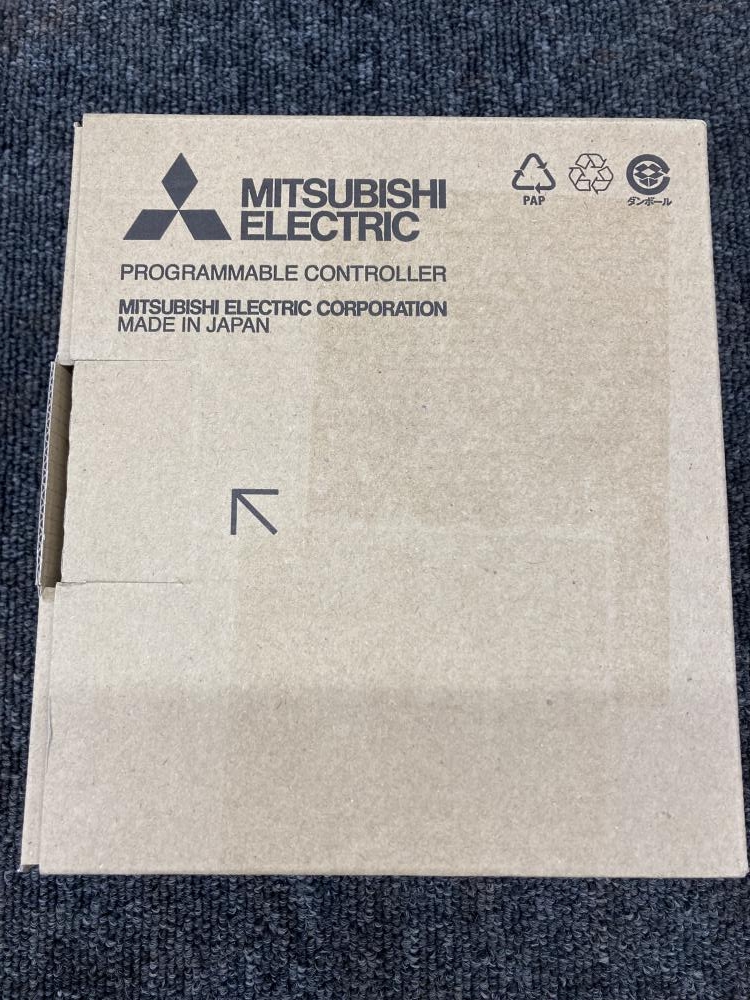 MITSUBISHI
ELECTRIC
PAP
ダンボール
PROGRAMMABLE CONTROLLER
MITSUBISHI ELECTRIC CORPORATION
MADE IN JAPAN